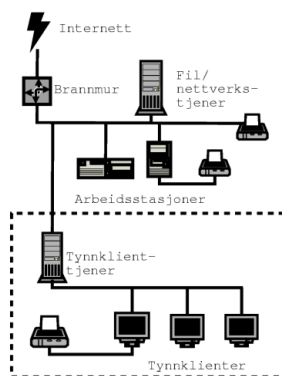 Internett
Brannmur
Fil/
nettverks-
tjener
Arbeidsstasjoner
Tynnklient-
tjener
Tynnklienter